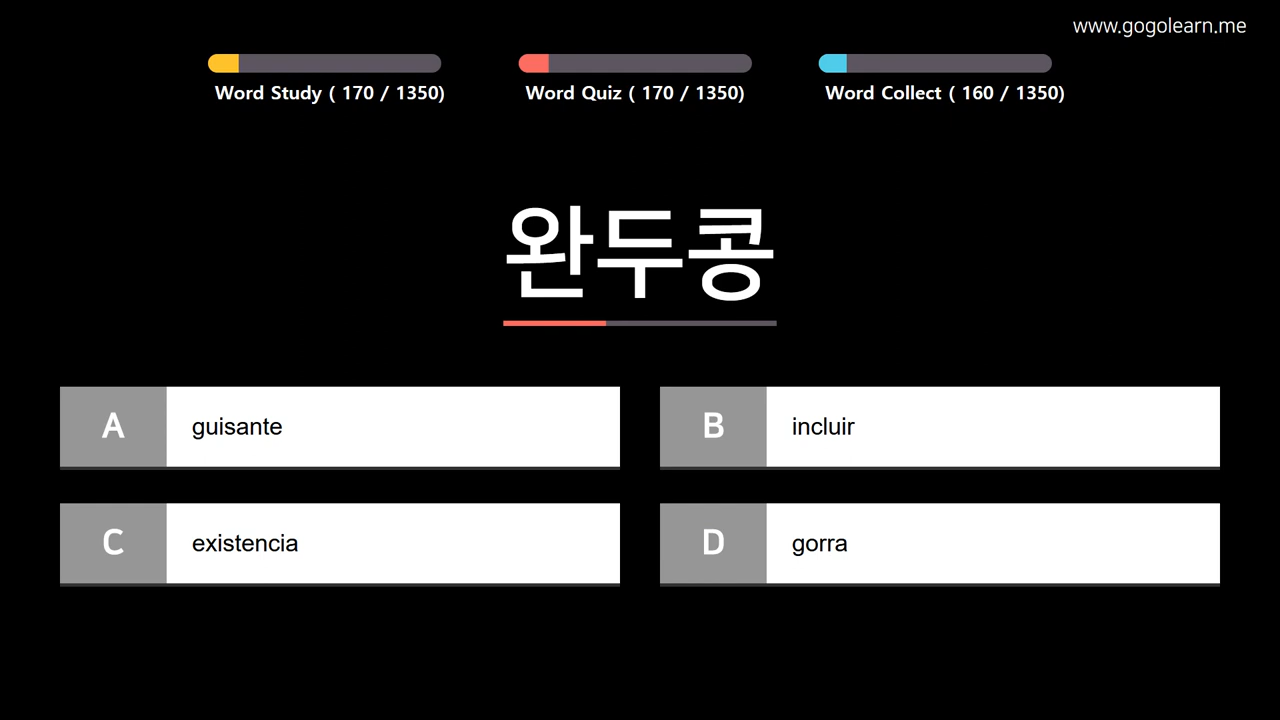 www.gogolearn.me
Word Study ( 170 / 1350)
Word Quiz ( 170 / 1350)
Word Collect ( 160 / 1350)
완두콩
A guisante
B incluir
C existencia
D gorra